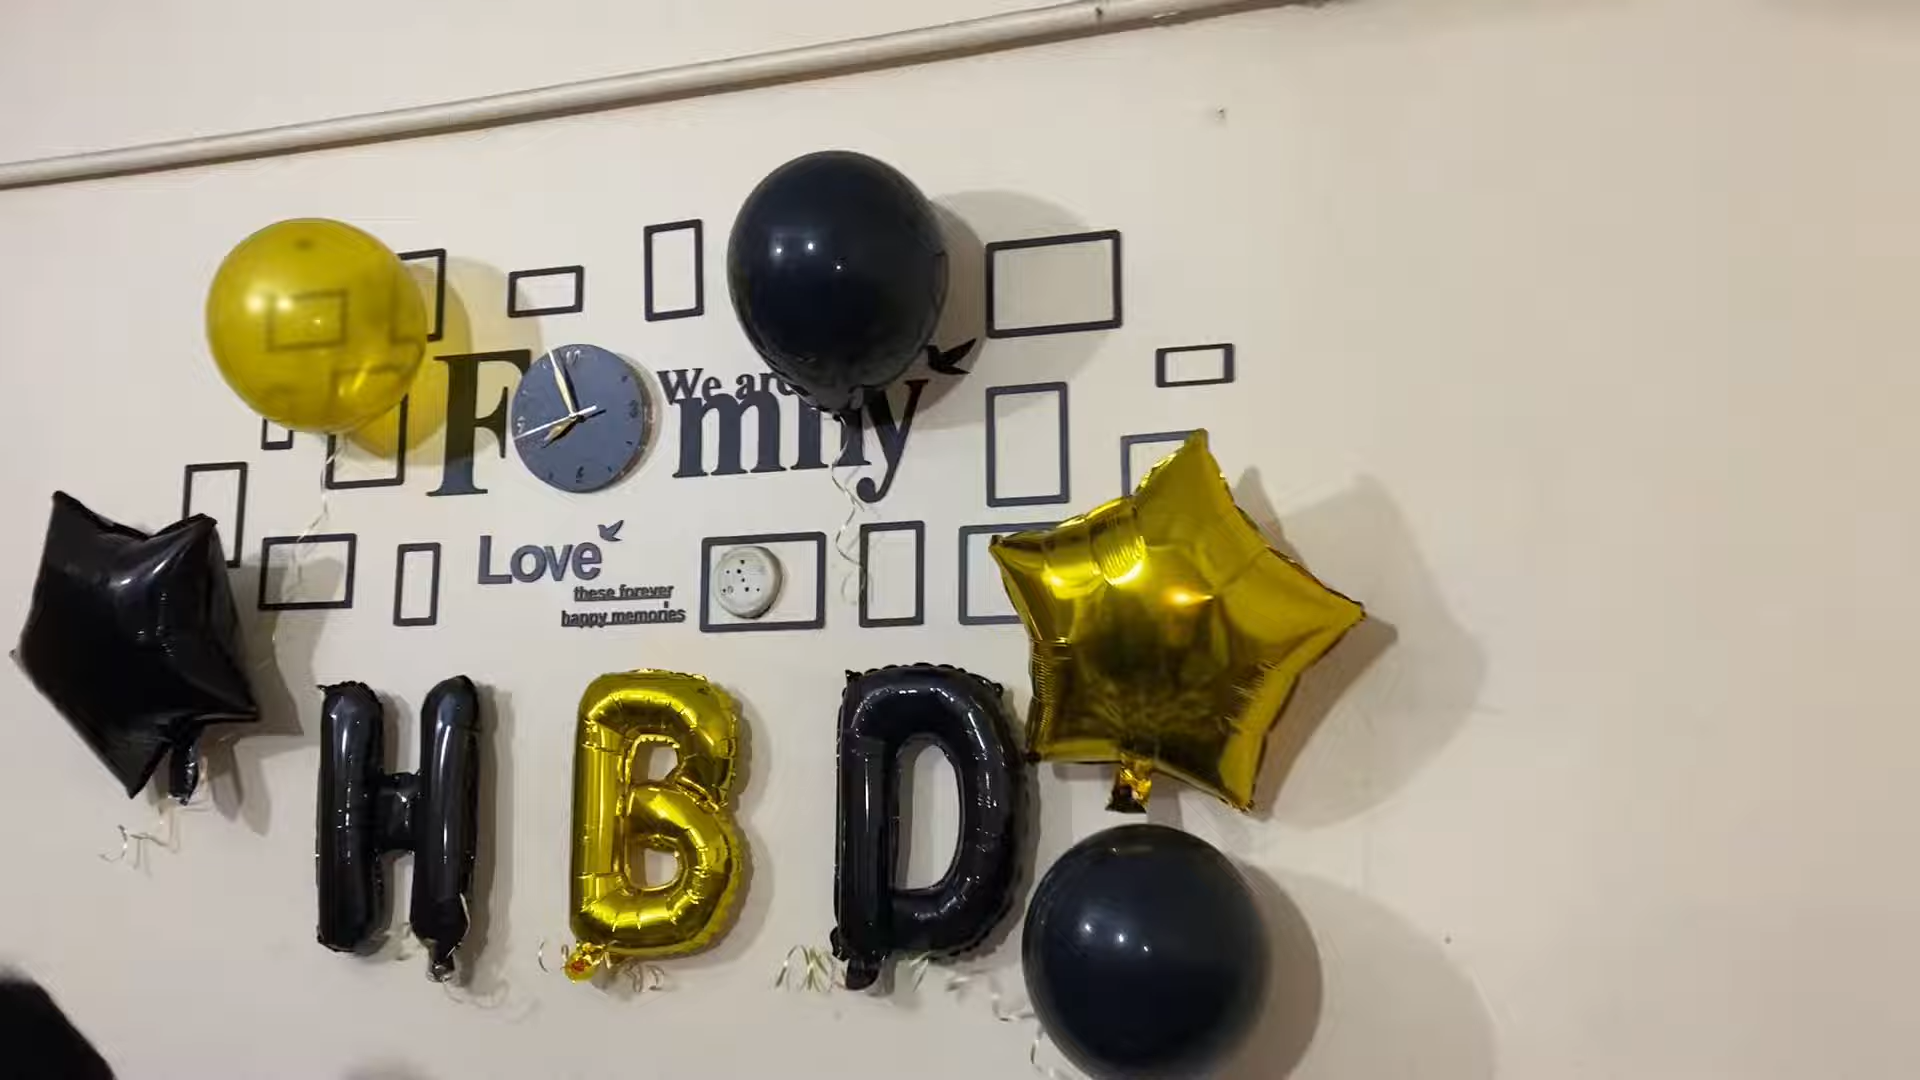 We are
Family
Love
these forever
happy memories
HBD